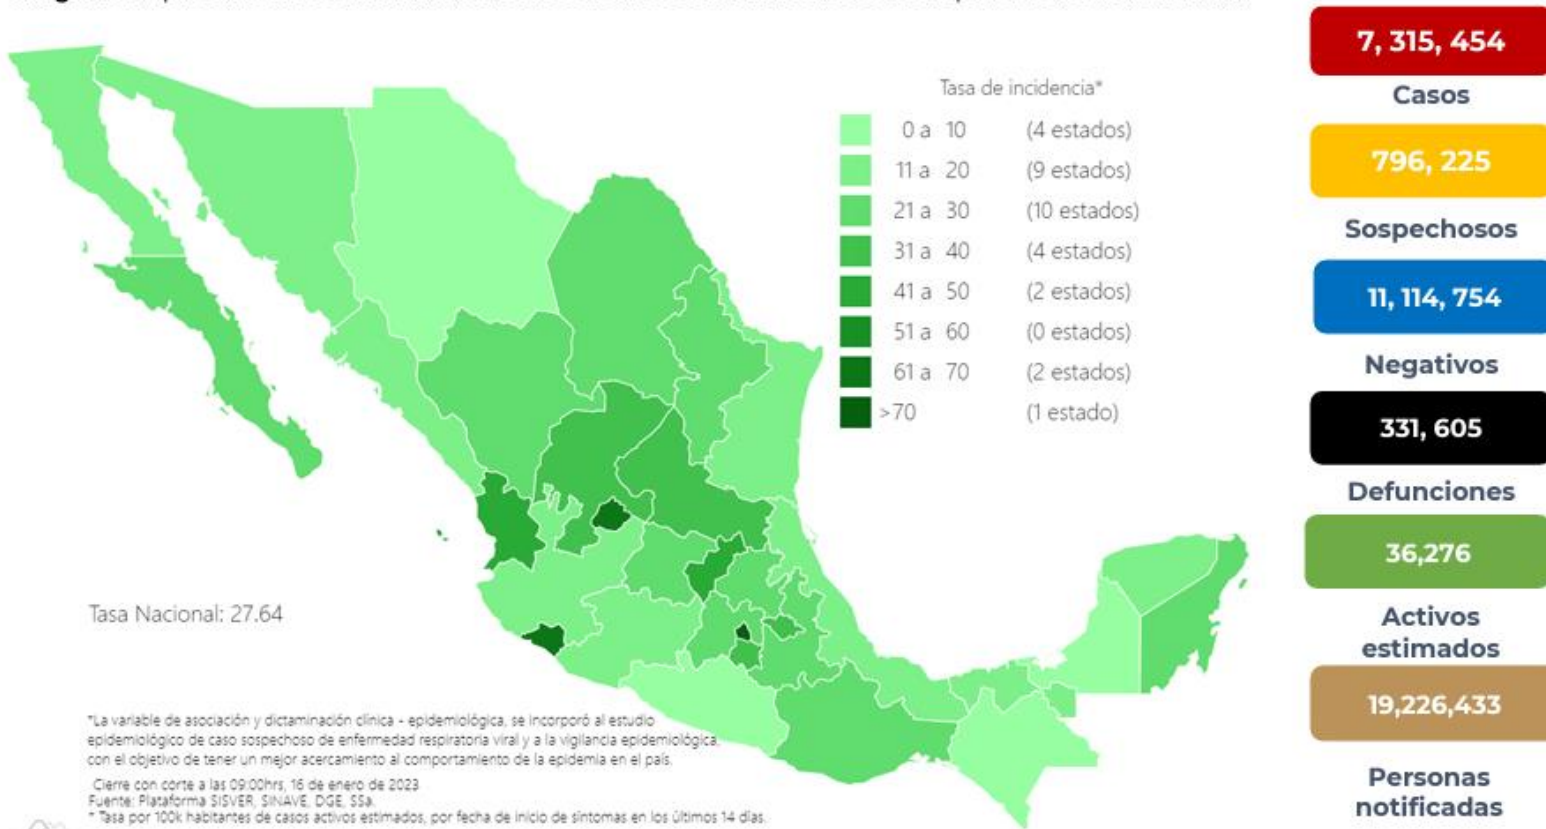 Tasa de incidencia*
0 a 10 (4 estados)
11 a 20 (9 estados)
21 a 30 (10 estados)
31 a 40 (4 estados)
41 a 50 (2 estados)
51 a 60 (0 estados)
61 a 70 (2 estados)
>70 (1 estado)
Tasa Nacional: 27.64
*La variable de asociación y dictaminación clínica - epidemiológica, se incorporó al estudio
epidemiológico de caso sospechoso de enfermedad respiratoria viral y a la vigilancia epidemiológica,
con el objetivo de tener un mejor acercamiento al comportamiento de la epidemia en el país.
Cierre con corte a las 09:00hrs, 16 de enero de 2023
Fuente: Plataforma SISVER, SINAVE, DGE, SSa.
* Tasa por 100k habitantes de casos activos estimados, por fecha de inicio de síntomas en los últimos 14 días.
7, 315, 454
Casos
796, 225
Sospechosos
11, 114, 754
Negativos
331, 605
Defunciones
36,276
Activos
estimados
19,226,433
Personas
notificadas